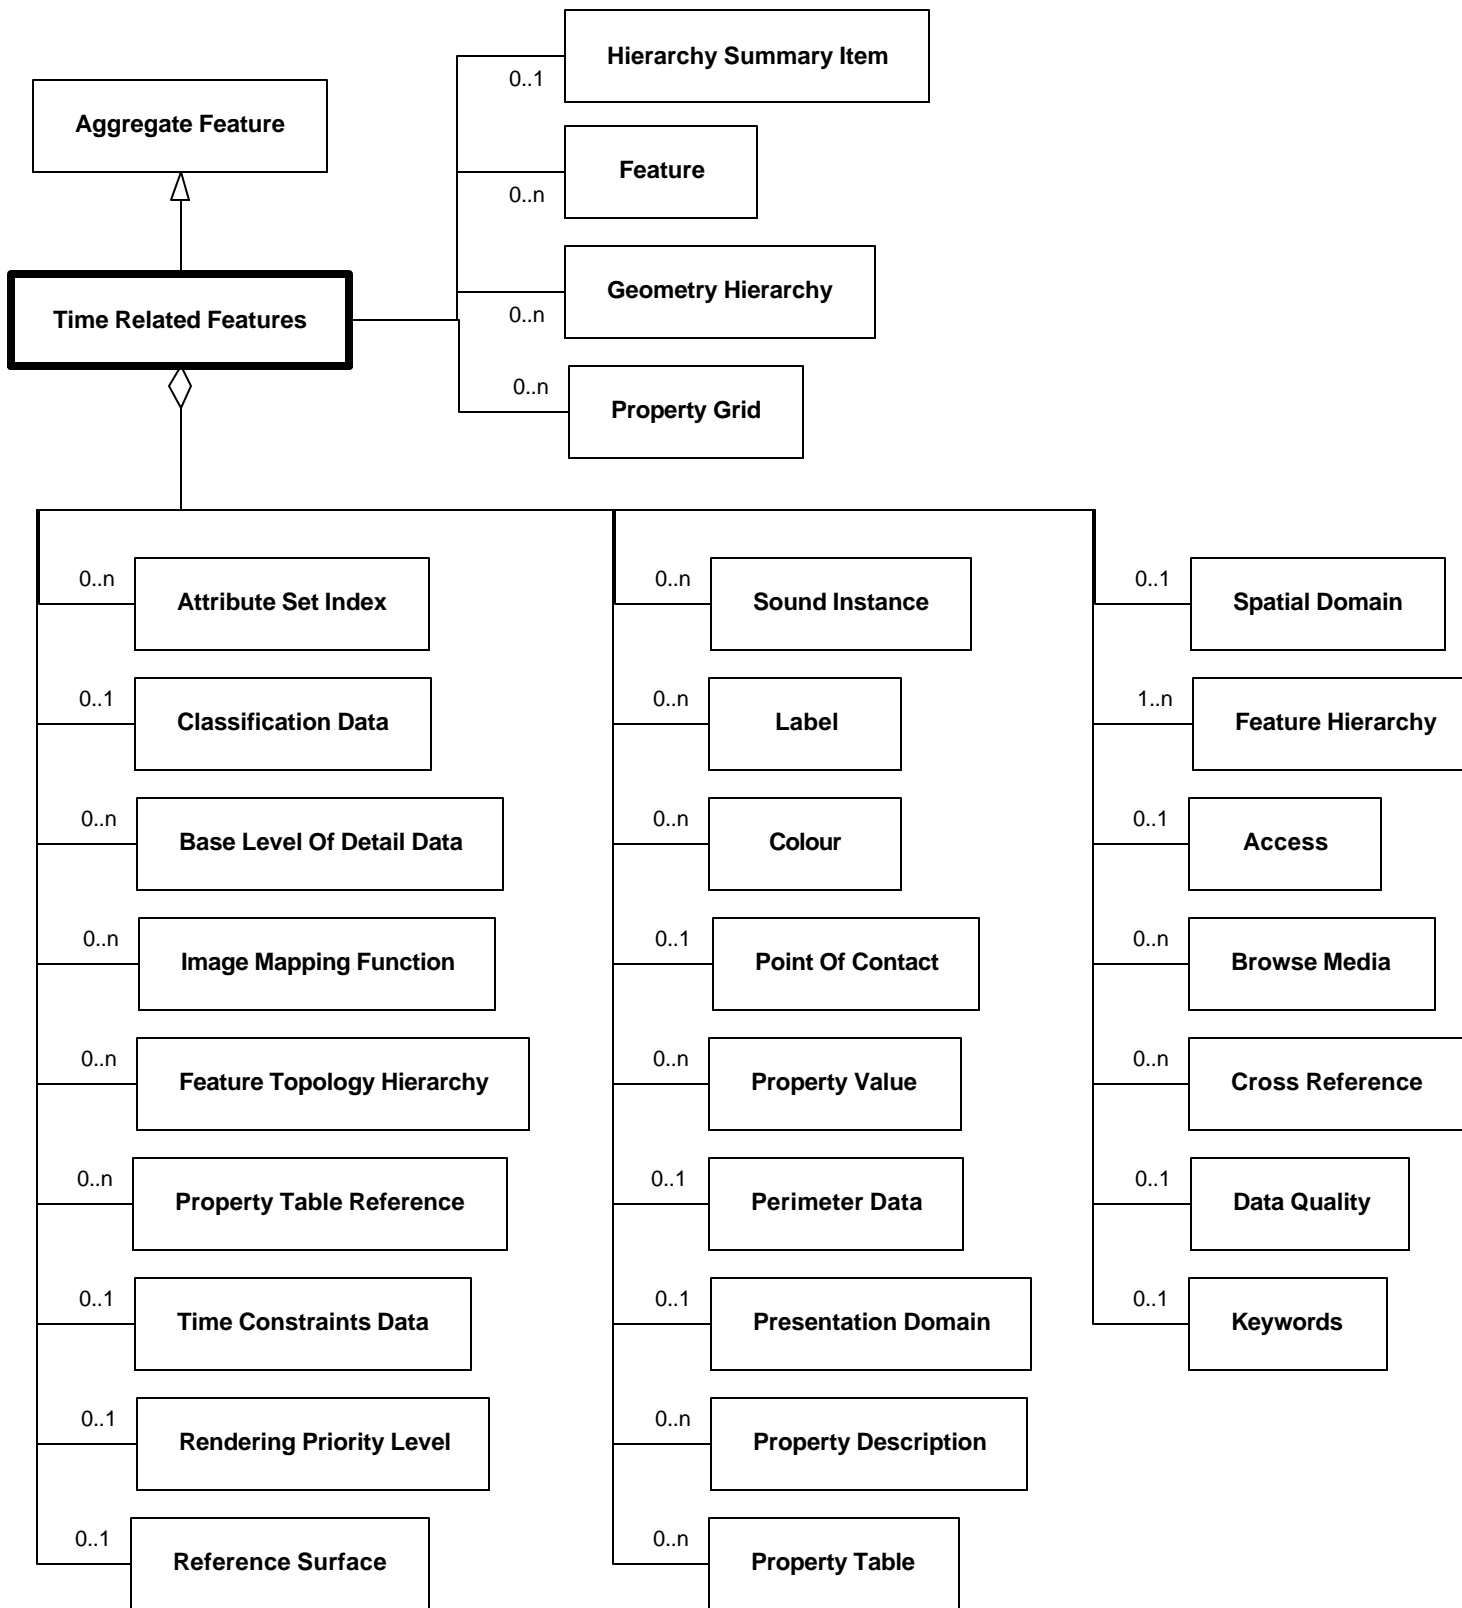 Hierarchy Summary Item
0..1
Aggregate Feature
Feature
0..n
Geometry Hierarchy
0..n
Time Related Features
0..n
Property Grid
0..n
Attribute Set Index
0..n
Sound Instance
0..1
Spatial Domain
0..1
Classification Data
0..n
Label
1..n
Feature Hierarchy
0..n
Base Level Of Detail Data
0..n
Colour
0..1
Access
0..n
Image Mapping Function
0..1
Point Of Contact
0..n
Browse Media
0..n
Feature Topology Hierarchy
0..n
Property Value
0..n
Cross Reference
0..n
Property Table Reference
0..1
Perimeter Data
0..1
Data Quality
0..1
Time Constraints Data
0..1
Presentation Domain
0..1
Keywords
0..1
Rendering Priority Level
0..n
Property Description
0..1
Reference Surface
0..n
Property Table